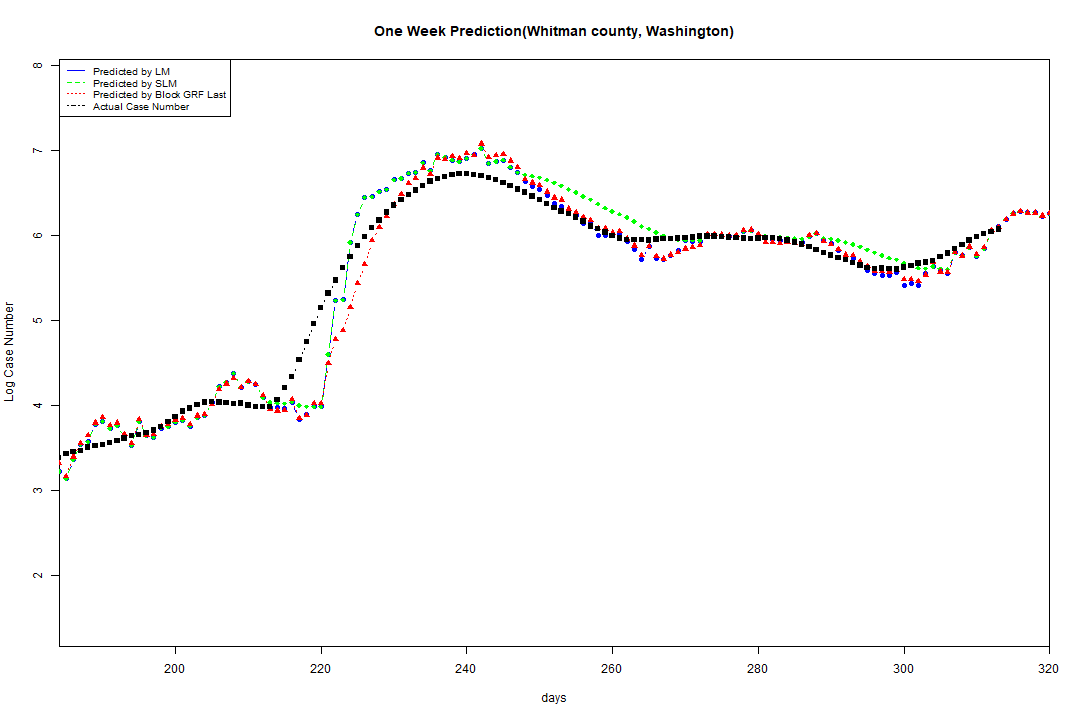 One Week Prediction(Whitman county, Washington)
Predicted by LM
Predicted by SLM
Predicted by Block GRF Last
Actual Case Number
8
7
6
5
4
3
2
Log Case Number
200 220 240 260 280 300 320
days